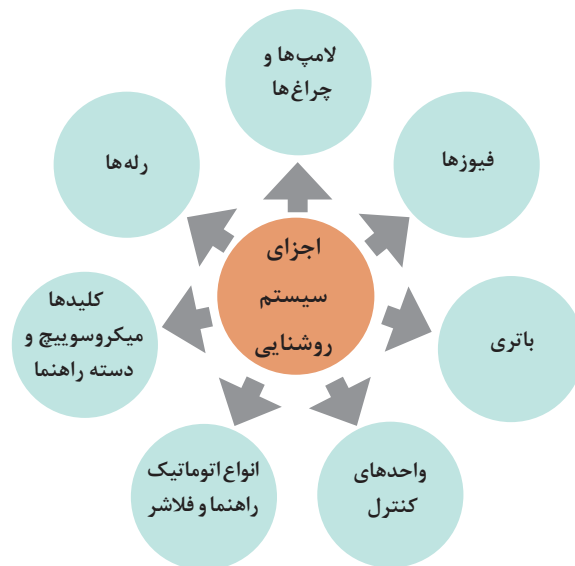 اجزای
سیستم
روشنایی
لامپ‌ها و
چراغ‌ها
فیوزها
باتری
واحدهای
کنترل
انواع اتوماتیک
راهنما و فلاشر
کلیدها
میکروسوییچ و
دسته راهنما
رله‌ها